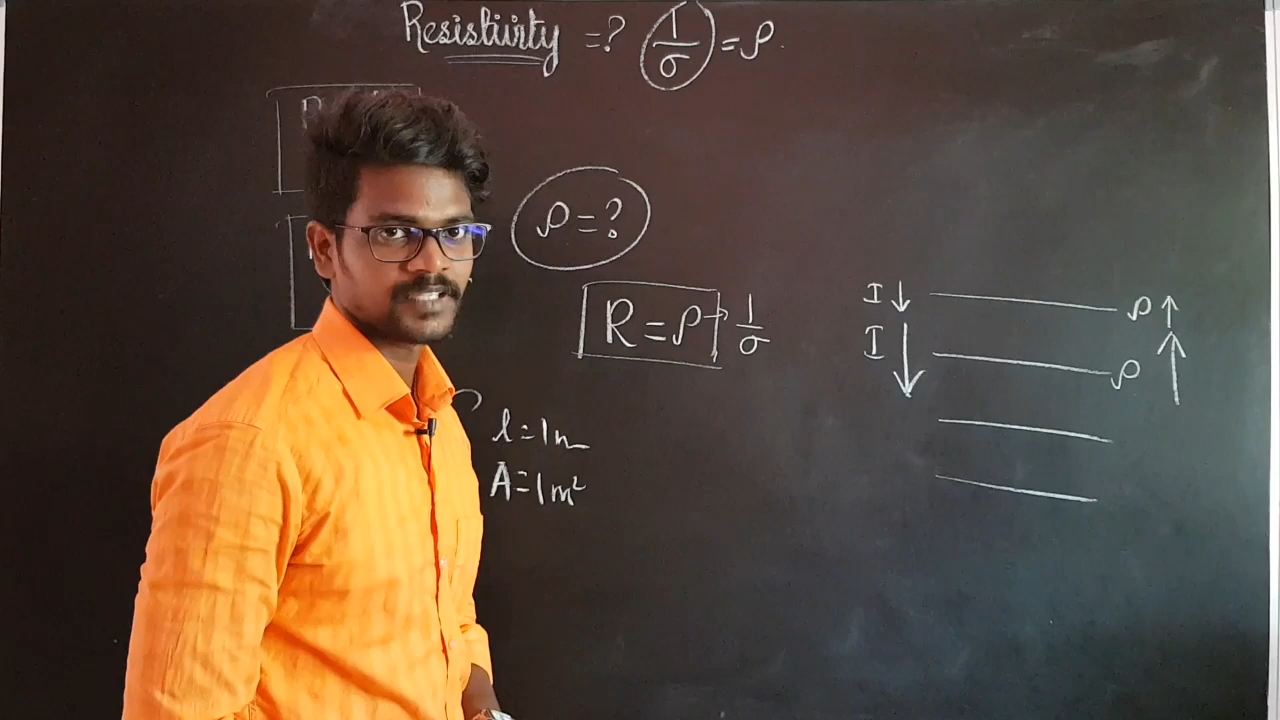 Resistivity =? 1/σ = ρ.
ρ = ?
R = ρ → 1/σ
l = 1m
A = 1m²
I ↓ ρ ↑
I ↓ ρ ↑